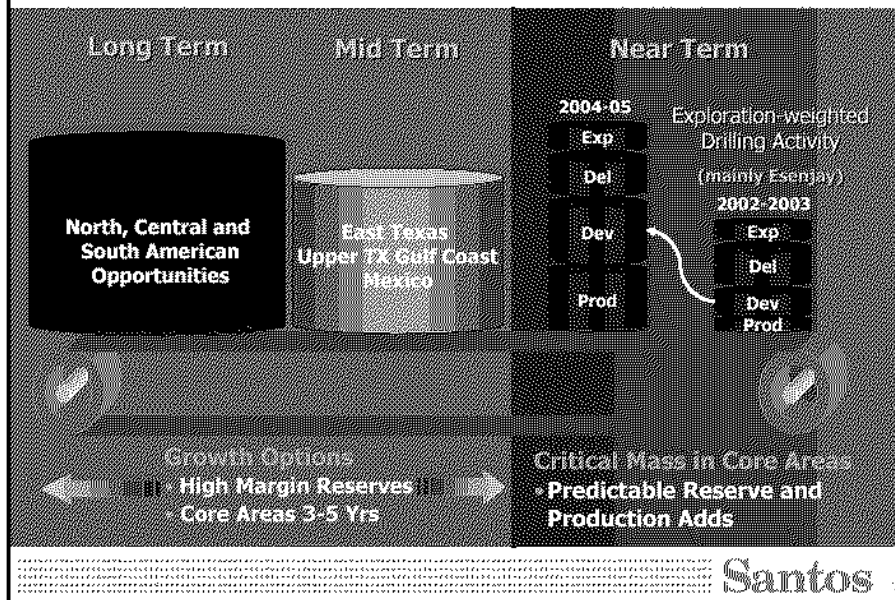 Long Term
Mid Term
Near Term
North, Central and
South American
Opportunities
East Texas
Upper TX Gulf Coast
Mexico
2004-05
Exp
Del
Dev
Prod
Exploration-weighted
Drilling Activity
(mainly Esenjay)
2002-2003
Exp
Del
Dev
Prod
Growth Options
• High Margin Reserves
• Core Areas 3-5 Yrs
Critical Mass in Core Areas
• Predictable Reserve and
Production Adds
Santos